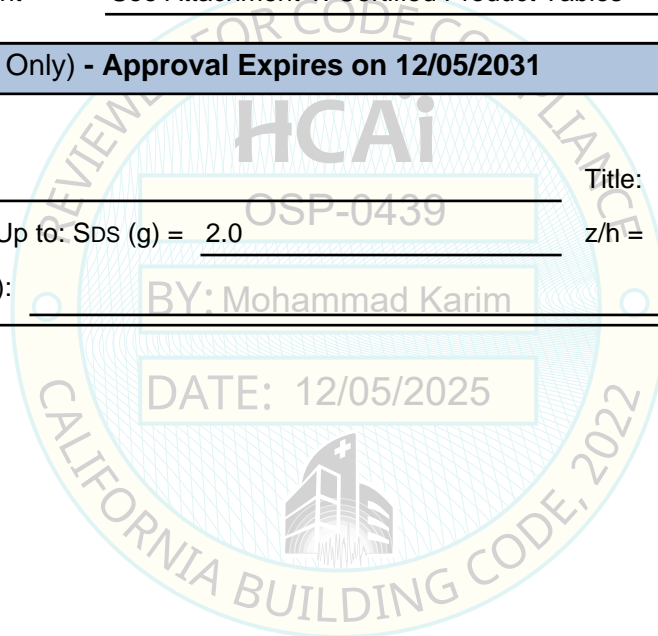 See Attachment 1: Certified Product Tables
Only) - Approval Expires on 12/05/2031
REVIEWED FOR CODE COMPLIANCE
HCAi
Title:
OSP-0439
Up to: SDS (g) = 2.0 z/h =
):
BY: Mohammad Karim
DATE: 12/05/2025
CALIFORNIA BUILDING CODE, 2022